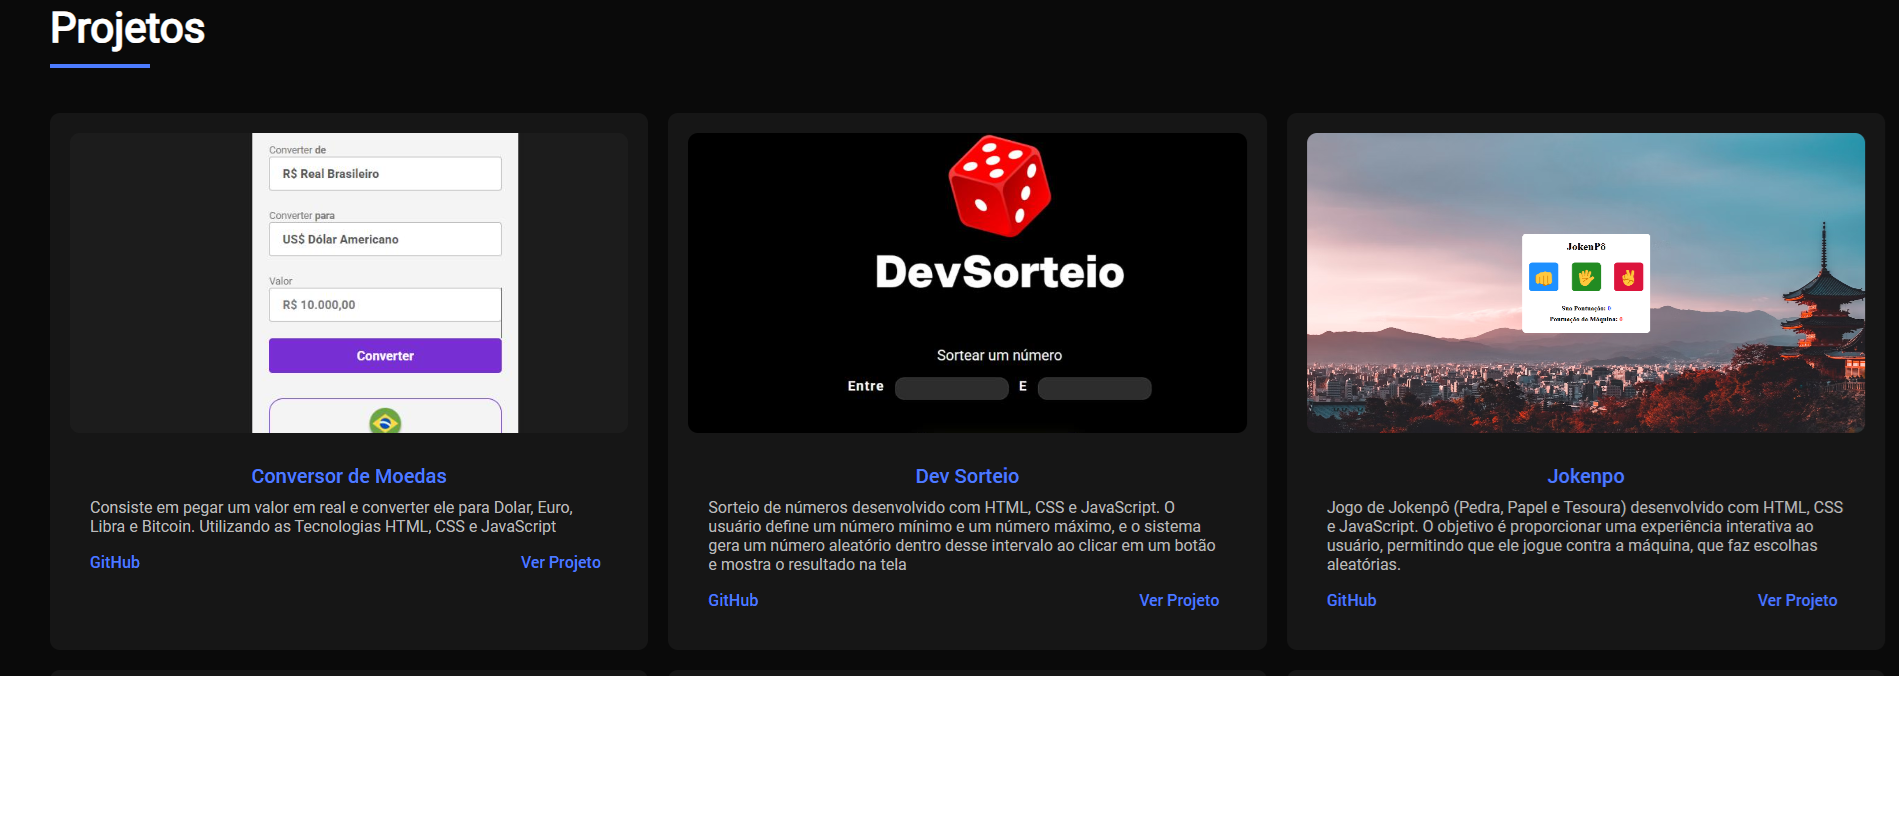 Projetos
Converter de
R$ Real Brasileiro
Converter para
US$ Dólar Americano
Valor
R$ 10.000,00
Converter
Conversor de Moedas
Consiste em pegar um valor em real e converter ele para Dolar, Euro,
Libra e Bitcoin. Utilizando as Tecnologias HTML, CSS e JavaScript
GitHub
Ver Projeto
DevSorteio
Sortear um número
Entre
E
Dev Sorteio
Sorteio de números desenvolvido com HTML, CSS e JavaScript. O
usuário define um número mínimo e um número máximo, e o sistema
gera um número aleatório dentro desse intervalo ao clicar em um botão
e mostra o resultado na tela
GitHub
Ver Projeto
JokenPô
Sua Pontuação: 0
Pontuação da Máquina: 0
Jokenpo
Jogo de Jokenpô (Pedra, Papel e Tesoura) desenvolvido com HTML, CSS
e JavaScript. O objetivo é proporcionar uma experiência interativa ao
usuário, permitindo que ele jogue contra a máquina, que faz escolhas
aleatórias.
GitHub
Ver Projeto